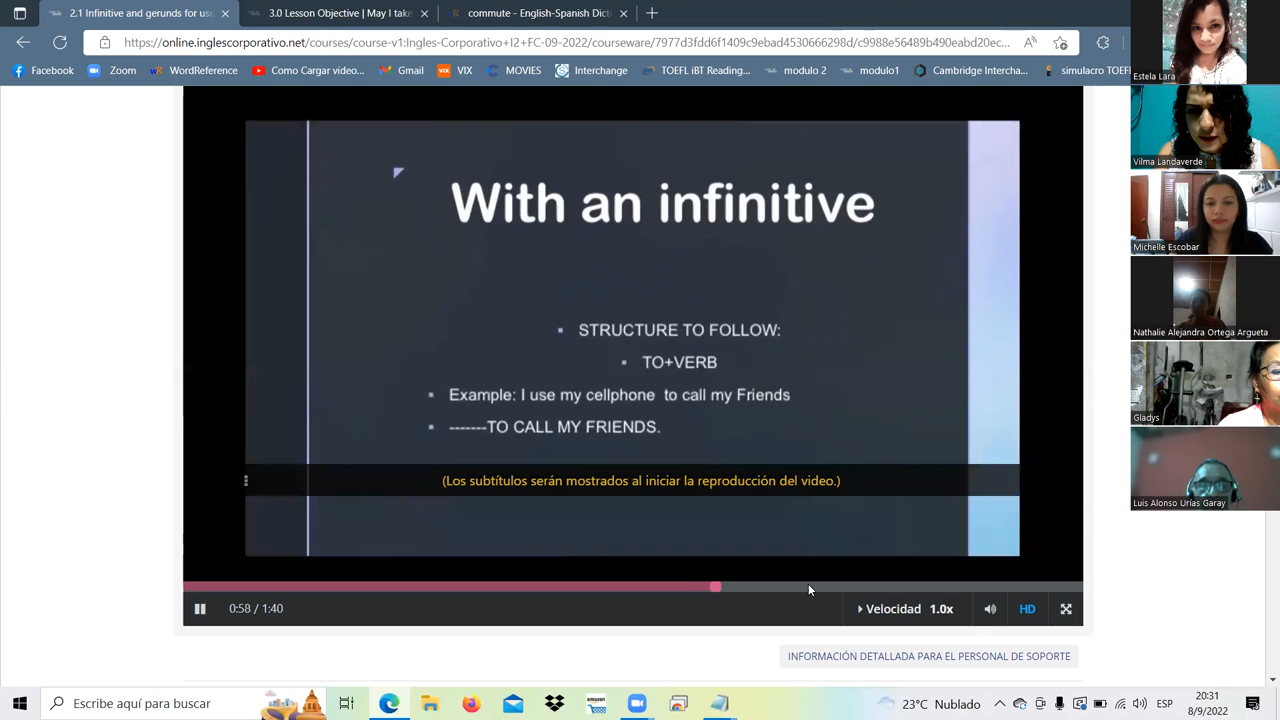 2.1 Infinitive and gerunds for use
3.0 Lesson Objective | May I take
commute - English-Spanish Dict
https://online.inglescorporativo.net/courses/course-v1:Ingles-Corporativo+I2+FC-09-2022/courseware/7977d3fdd6f1409c9ebad4530666298d/c9988e56489b490eabd20ec...
Facebook
Zoom
WordReference
Como Cargar video...
Gmail
VIX
MOVIES
Interchange
TOEFL iBT Reading...
modulo 2
modulo1
Cambridge Intercha...
simulacro TOEFL
Estela Lara
Vilma Landaverde
Michelle Escobar
Nathalie Alejandra Ortega Argueta
Gladys
Luis Alonso Urías Garay
With an infinitive
STRUCTURE TO FOLLOW:
TO+VERB
Example: I use my cellphone to call my Friends
-------TO CALL MY FRIENDS.
(Los subtítulos serán mostrados al iniciar la reproducción del video.)
0:58 / 1:40
Velocidad 1.0x
HD
INFORMACIÓN DETALLADA PARA EL PERSONAL DE SOPORTE
Escribe aquí para buscar
amazon
23°C Nublado
ESP
20:31
8/9/2022